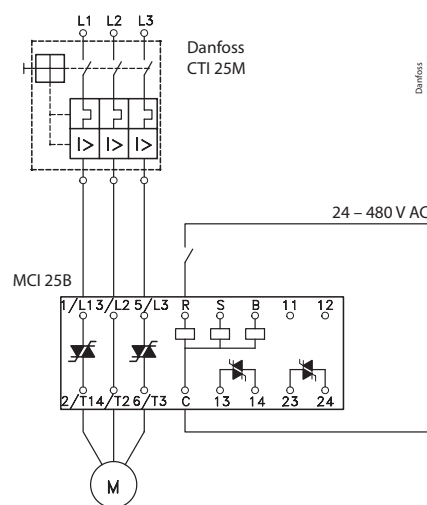 L1 L2 L3
Danfoss
CTI 25M
Danfoss
I> I> I>
24 – 480 V AC
MCI 25B
1/L1 3/L2 5/L3 R S B 11 12
2/T1 4/T2 6/T3 C 13 14 23 24
M